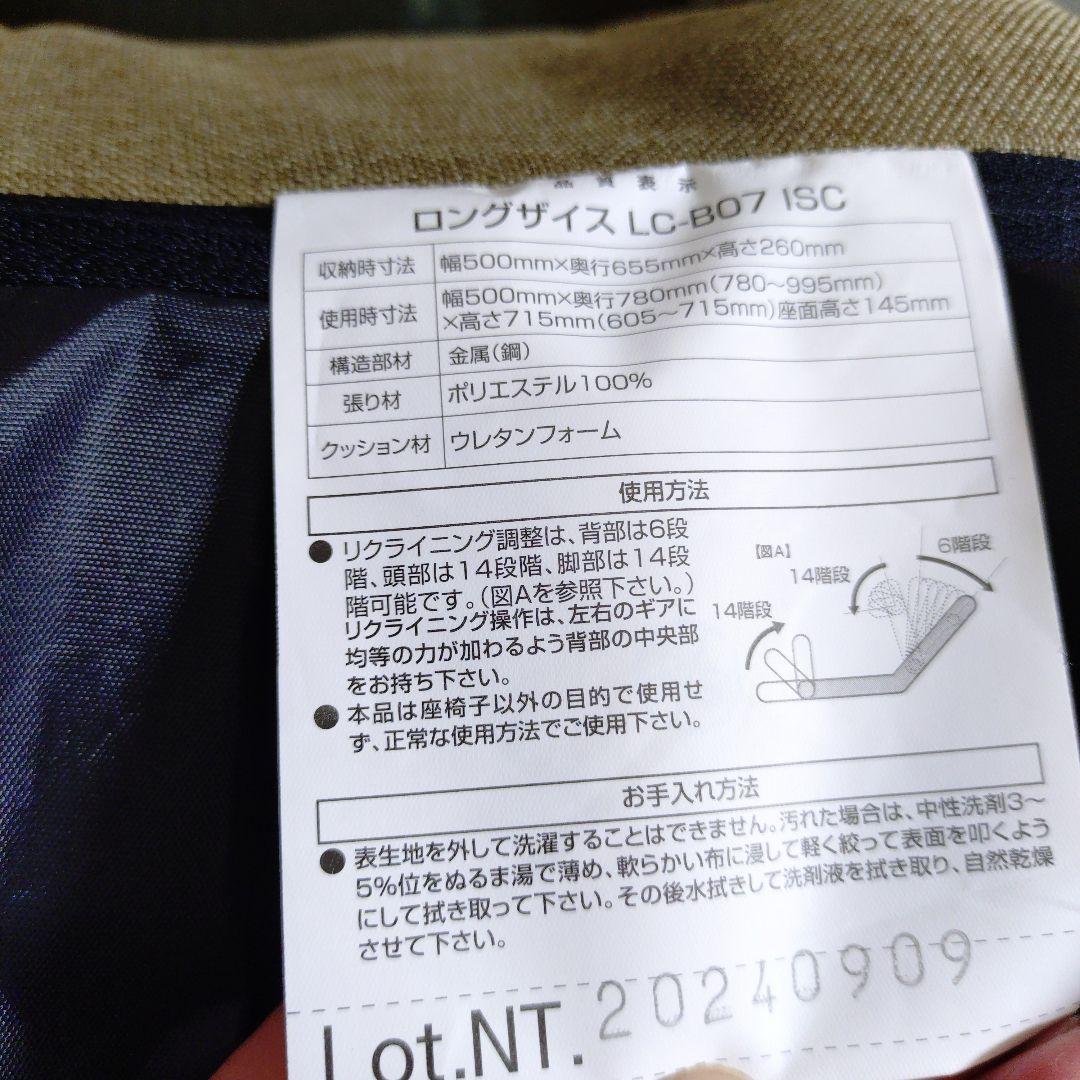 品質表示
ロングザイス LC-B07 ISC
収納時寸法 幅500mm×奥行655mm×高さ260mm
使用時寸法 幅500mm×奥行780mm(780～995mm)
×高さ715mm(605～715mm)座面高さ145mm
構造部材 金属(鋼)
張り材 ポリエステル100%
クッション材 ウレタンフォーム
使用方法
●リクライニング調整は、背部は6段
階、頭部は14段階、脚部は14段
階可能です。(図Aを参照下さい。)
リクライニング操作は、左右のギアに
均等の力が加わるよう背部の中央部
をお持ち下さい。
●本品は座椅子以外の目的で使用せ
ず、正常な使用方法でご使用下さい。
【図A】
6階段
14階段
14階段
お手入れ方法
●表生地を外して洗濯することはできません。汚れた場合は、中性洗剤3～
5%位をぬるま湯で薄め、軟らかい布に浸して軽く絞って表面を叩くよう
にして拭き取って下さい。その後水拭きして洗剤液を拭き取り、自然乾燥
させて下さい。
Lot.NT. 20240909